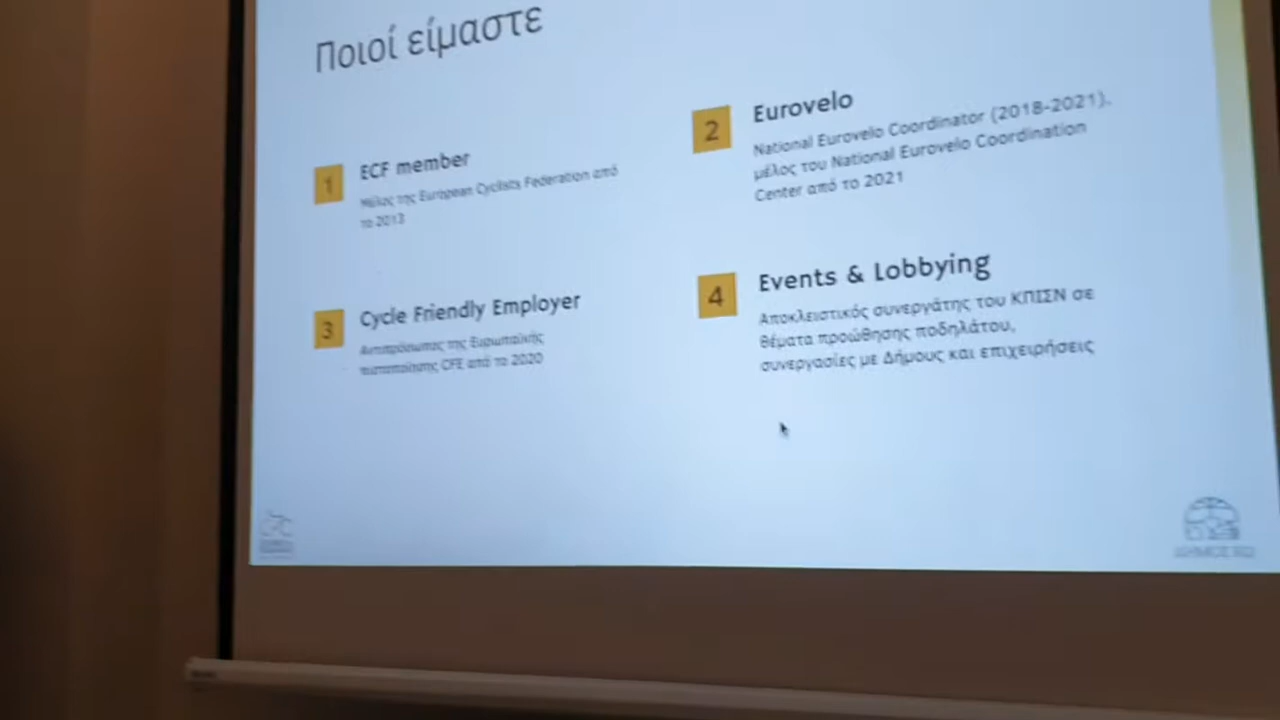 Ποιοί είμαστε
1
ECF member
Μέλος της European Cyclists Federation από
το 2013
2
Eurovelo
National Eurovelo Coordinator (2018-2021),
μέλος του National Eurovelo Coordination
Center από το 2021
3
Cycle Friendly Employer
Αντιπρόσωπος της Ευρωπαϊκής
πιστοποίησης CFE από το 2020
4
Events & Lobbying
Αποκλειστικός συνεργάτης του ΚΠΙΣΝ σε
θέματα προώθησης ποδηλάτου,
συνεργασίες με Δήμους και επιχειρήσεις
ΔΗΜΟΣ